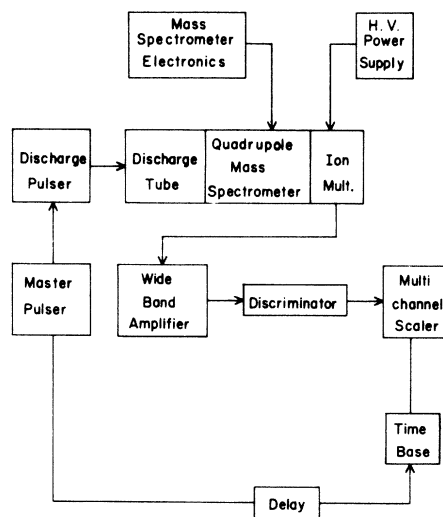 Mass
Spectrometer
Electronics
H. V.
Power
Supply
Discharge
Pulser
Discharge
Tube
Quadrupole
Mass
Spectrometer
Ion
Mult.
Master
Pulser
Wide
Band
Amplifier
Discriminator
Multi
channel
Scaler
Time
Base
Delay